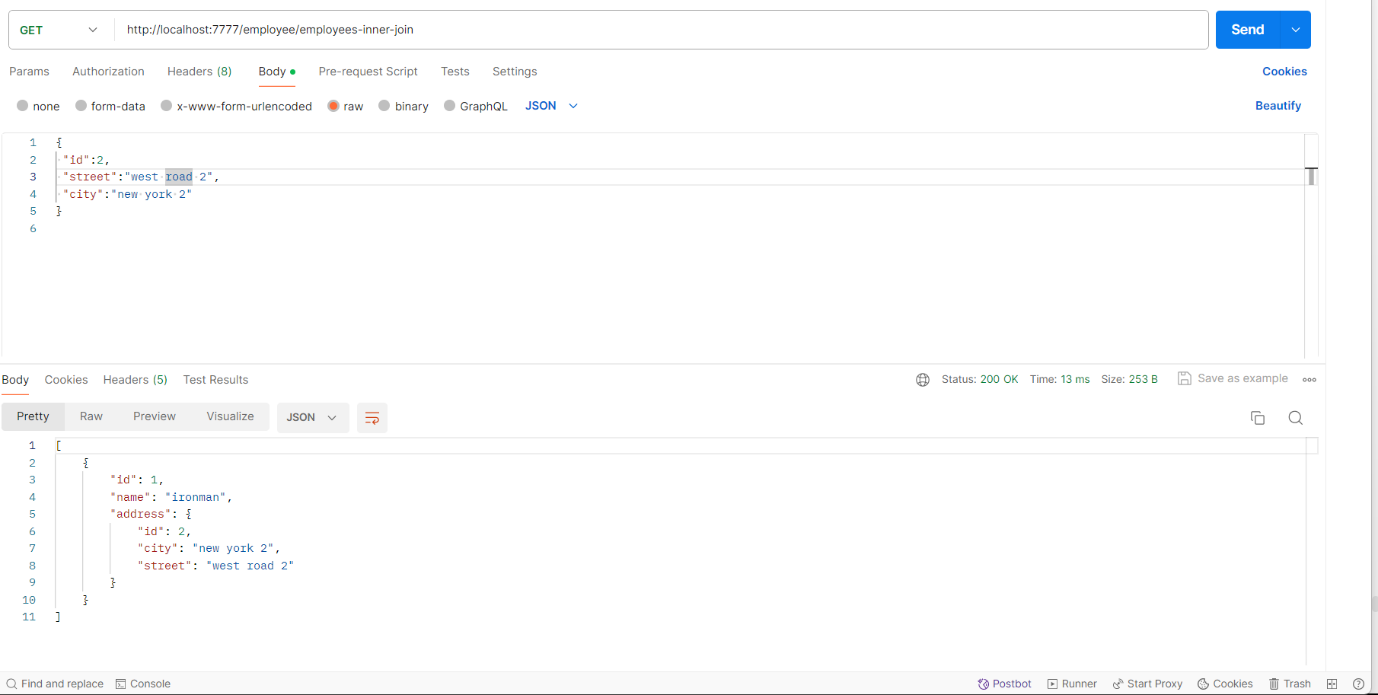 GET http://localhost:7777/employee/employees-inner-join Send
Params Authorization Headers (8) Body Pre-request Script Tests Settings Cookies
none form-data x-www-form-urlencoded raw binary GraphQL JSON Beautify
1 {
2 "id":2,
3 "street":"west road 2",
4 "city":"new york 2"
5 }
6
Body Cookies Headers (5) Test Results Status: 200 OK Time: 13 ms Size: 253 B Save as example
Pretty Raw Preview Visualize JSON
1 [
2 {
3 "id": 1,
4 "name": "ironman",
5 "address": {
6 "id": 2,
7 "city": "new york 2",
8 "street": "west road 2"
9 }
10 }
11 ]
Find and replace Console Postbot Runner Start Proxy Cookies Trash